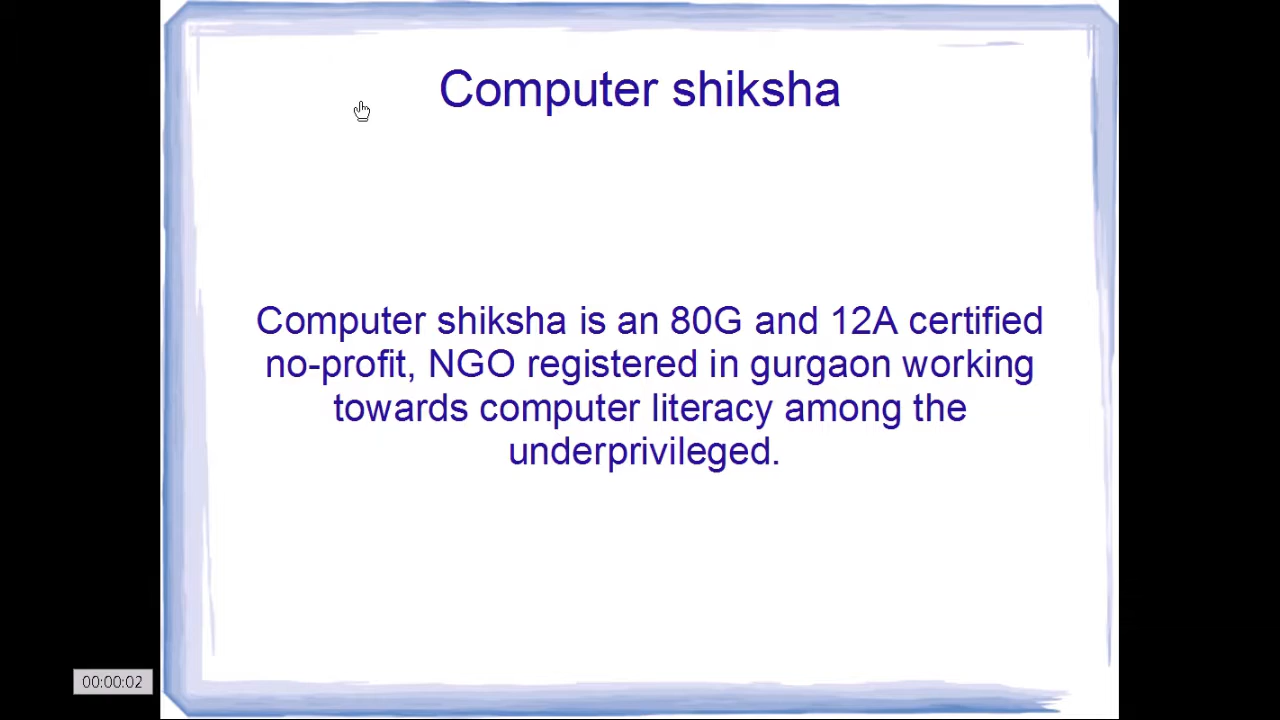 Computer shiksha
Computer shiksha is an 80G and 12A certified
no-profit, NGO registered in gurgaon working
towards computer literacy among the
underprivileged.
00:00:02